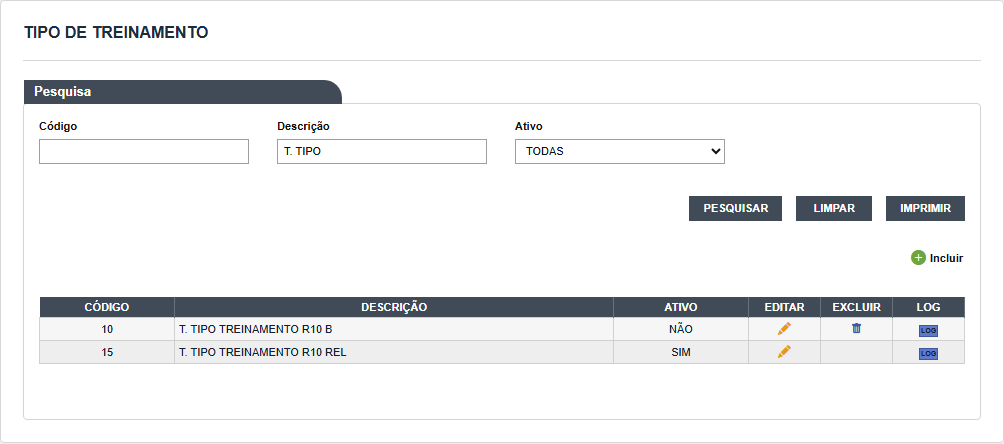 TIPO DE TREINAMENTO
Pesquisa
Código Descrição Ativo
T. TIPO TODAS
PESQUISAR LIMPAR IMPRIMIR
Incluir
CÓDIGO DESCRIÇÃO ATIVO EDITAR EXCLUIR LOG
10 T. TIPO TREINAMENTO R10 B NÃO LOG
15 T. TIPO TREINAMENTO R10 REL SIM LOG